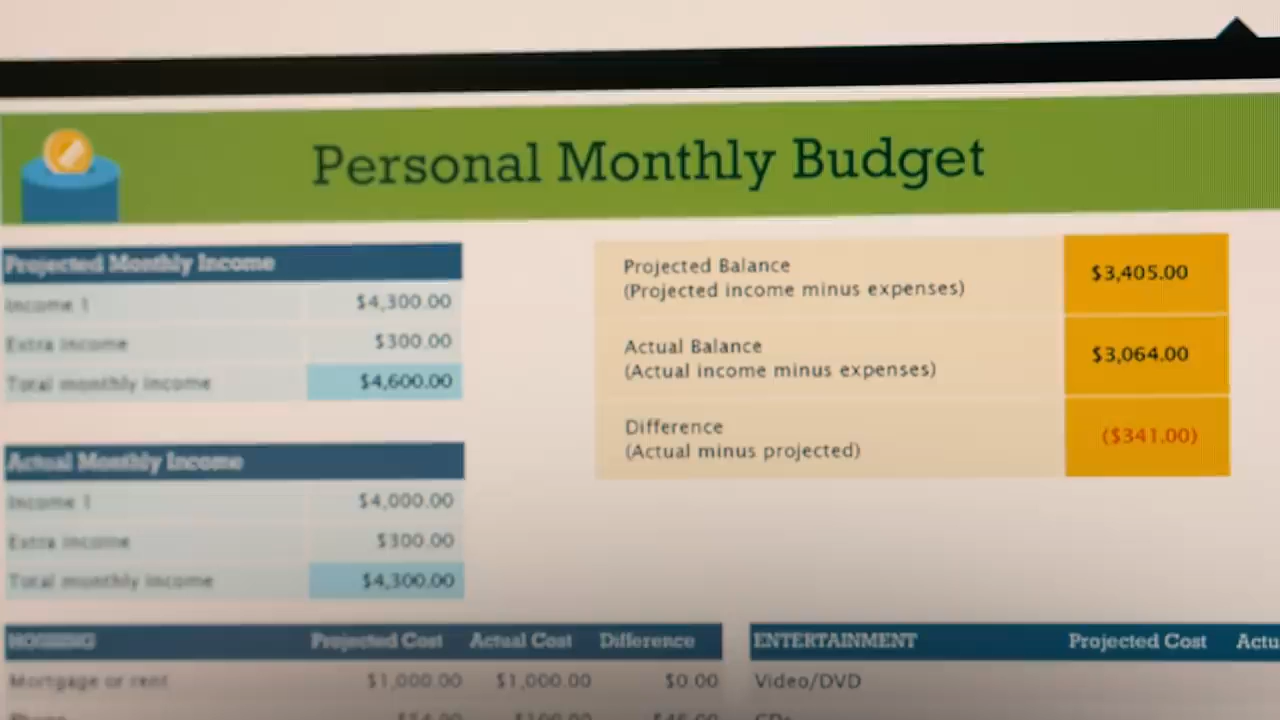 Personal Monthly Budget
Projected Monthly Income
Income 1 $4,300.00
Extra income $300.00
Total monthly income $4,600.00
Projected Balance
(Projected income minus expenses) $3,405.00
Actual Balance
(Actual income minus expenses) $3,064.00
Difference
(Actual minus projected) ($341.00)
Actual Monthly Income
Income 1 $4,000.00
Extra income $300.00
Total monthly income $4,300.00
HOUSING Projected Cost Actual Cost Difference
Mortgage or rent $1,000.00 $1,000.00 $0.00
ENTERTAINMENT Projected Cost
Video/DVD